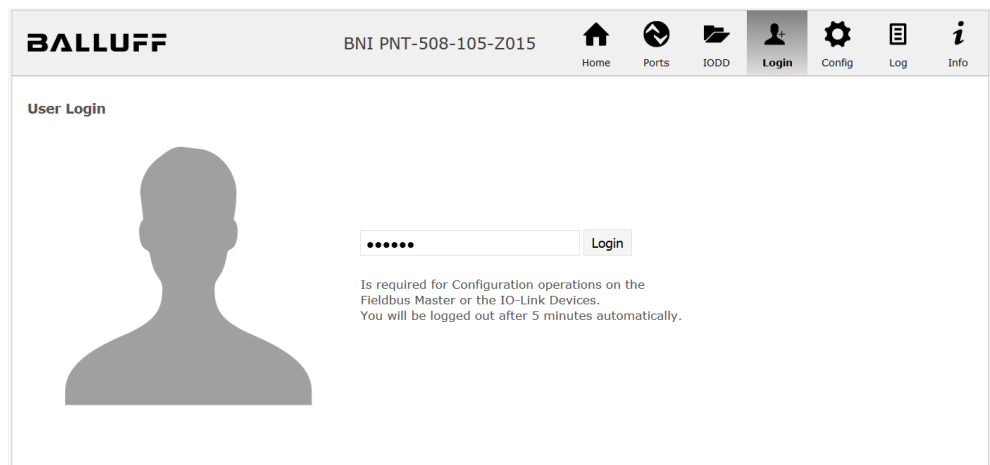 BALLUFF
BNI PNT-508-105-Z015
Home Ports IODD Login Config Log Info
User Login
●●●●●● Login
Is required for Configuration operations on the
Fieldbus Master or the IO-Link Devices.
You will be logged out after 5 minutes automatically.